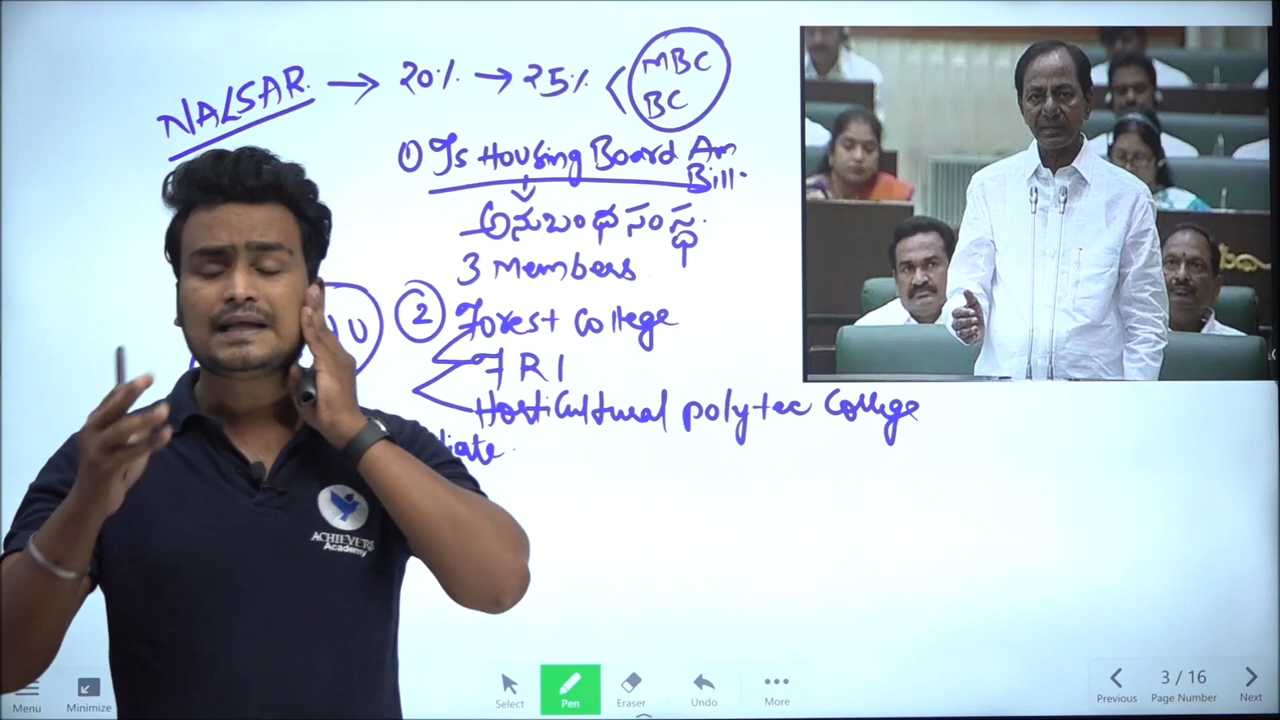 NALSAR. → 20% → 25% < MBC
BC
① Ts Housing Board Am
Bill.
అనుబంధ సంస్థ.
3 Members
② Forest College
FRI
Horticultural polytec College
ACHIEVERS
Academy
Menu
Minimize
Select
Pen
Eraser
Undo
More
Previous
3 / 16
Page Number
Next